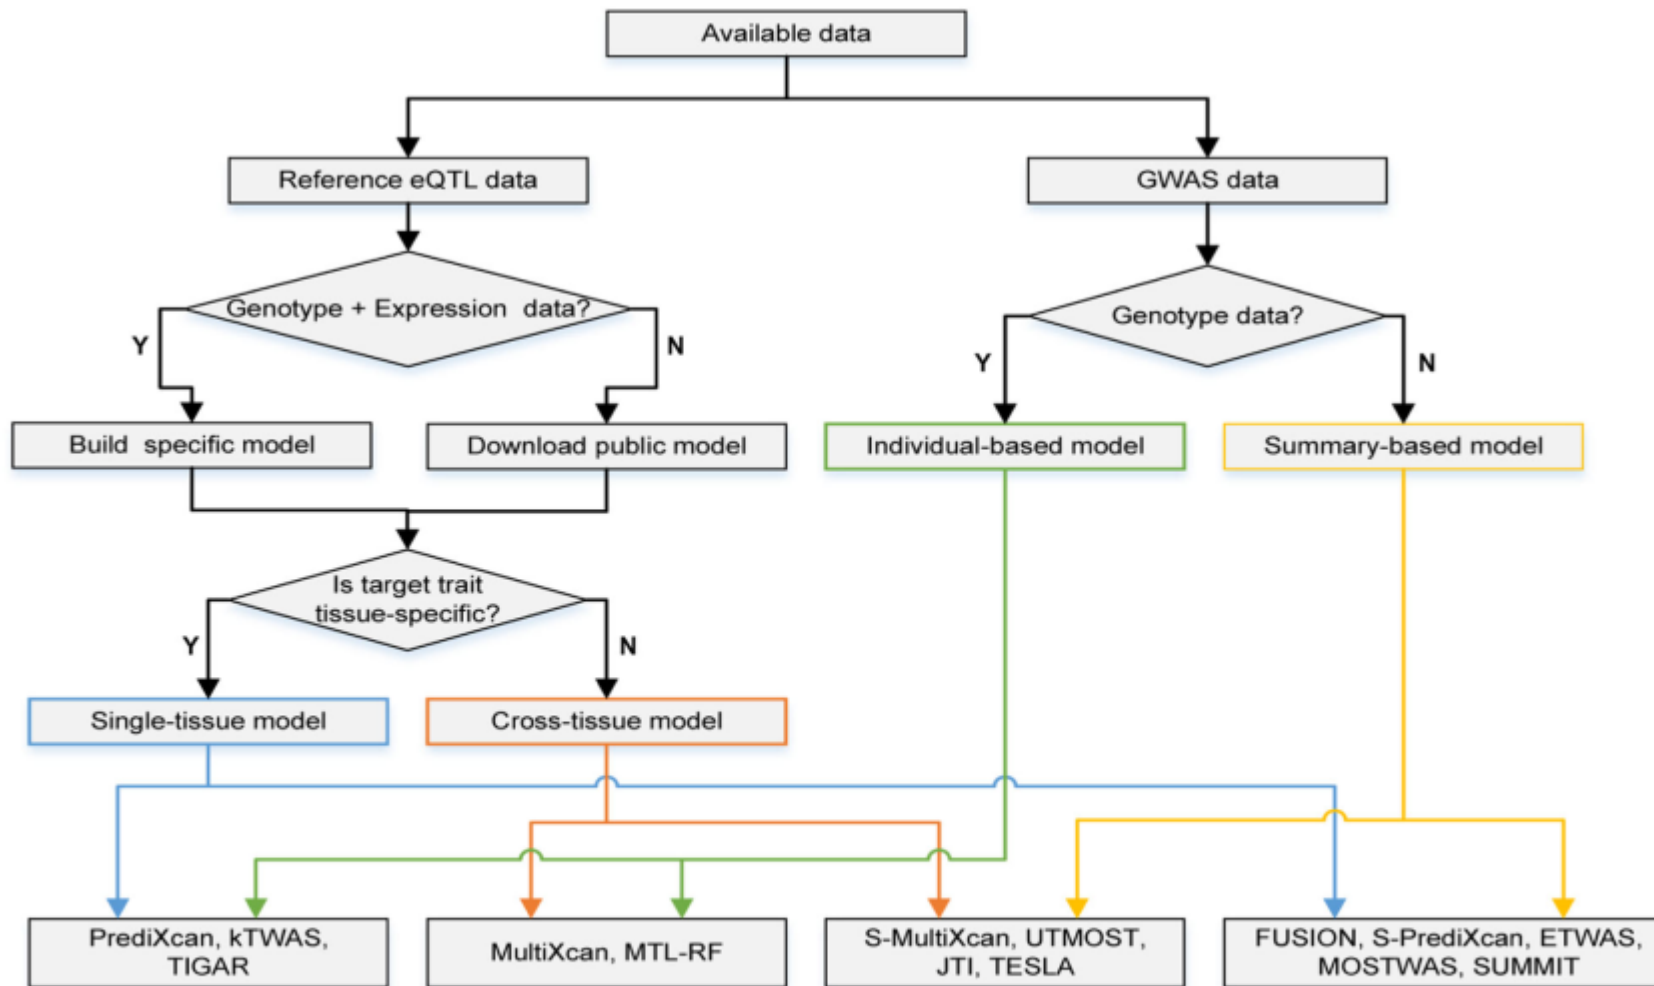 Available data
Reference eQTL data
GWAS data
Genotype + Expression data?
Genotype data?
Y
N
Y
N
Build specific model
Download public model
Individual-based model
Summary-based model
Is target trait
tissue-specific?
Y
N
Single-tissue model
Cross-tissue model
PrediXcan, kTWAS,
TIGAR
MultiXcan, MTL-RF
S-MultiXcan, UTMOST,
JTI, TESLA
FUSION, S-PrediXcan, ETWAS,
MOSTWAS, SUMMIT